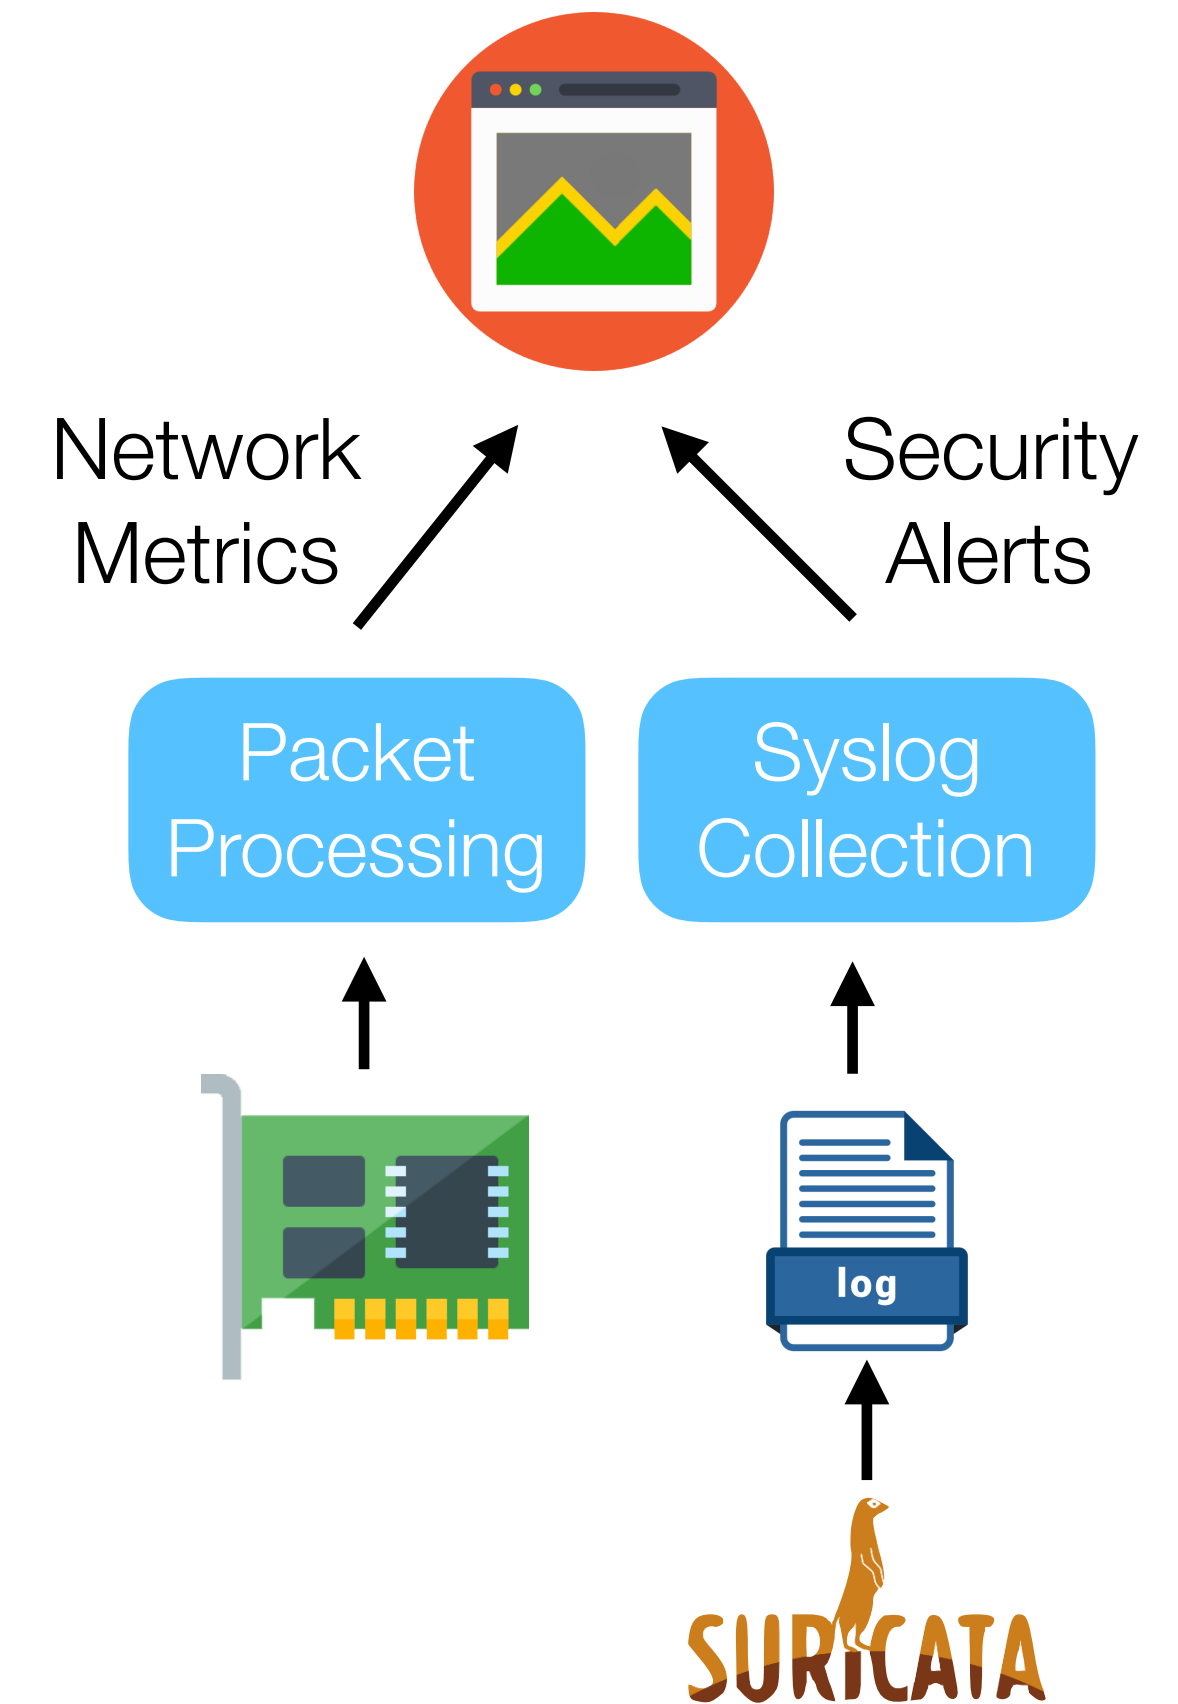 Network
Metrics
Security
Alerts
Packet
Processing
Syslog
Collection
log
SURICATA